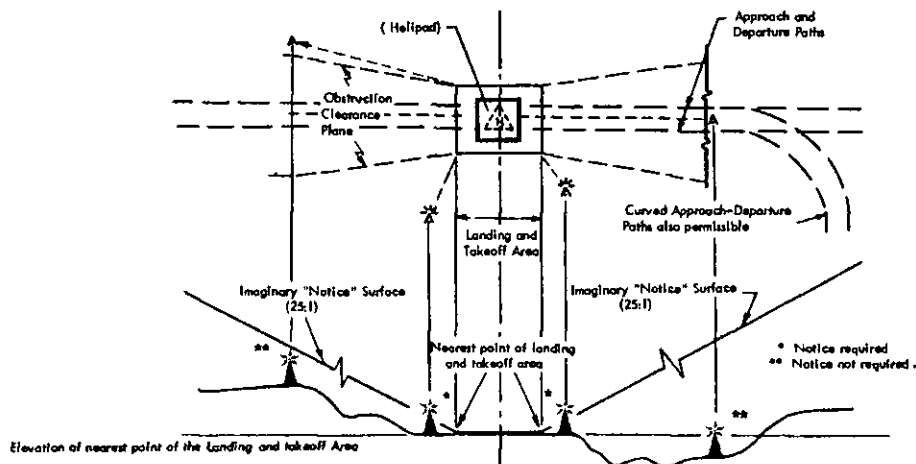 ( Helipad)
Approach and
Departure Paths
Obstruction
Clearance
Plane
H
Curved Approach-Departure
Paths also permissible
Landing and
Takeoff Area
Imaginary "Notice" Surface
(25:1)
Imaginary "Notice" Surface
(25:1)
Nearest point of landing
and takeoff area
* Notice required
** Notice not required .
**
*
*
**
Elevation of nearest point of the Landing and takeoff Area